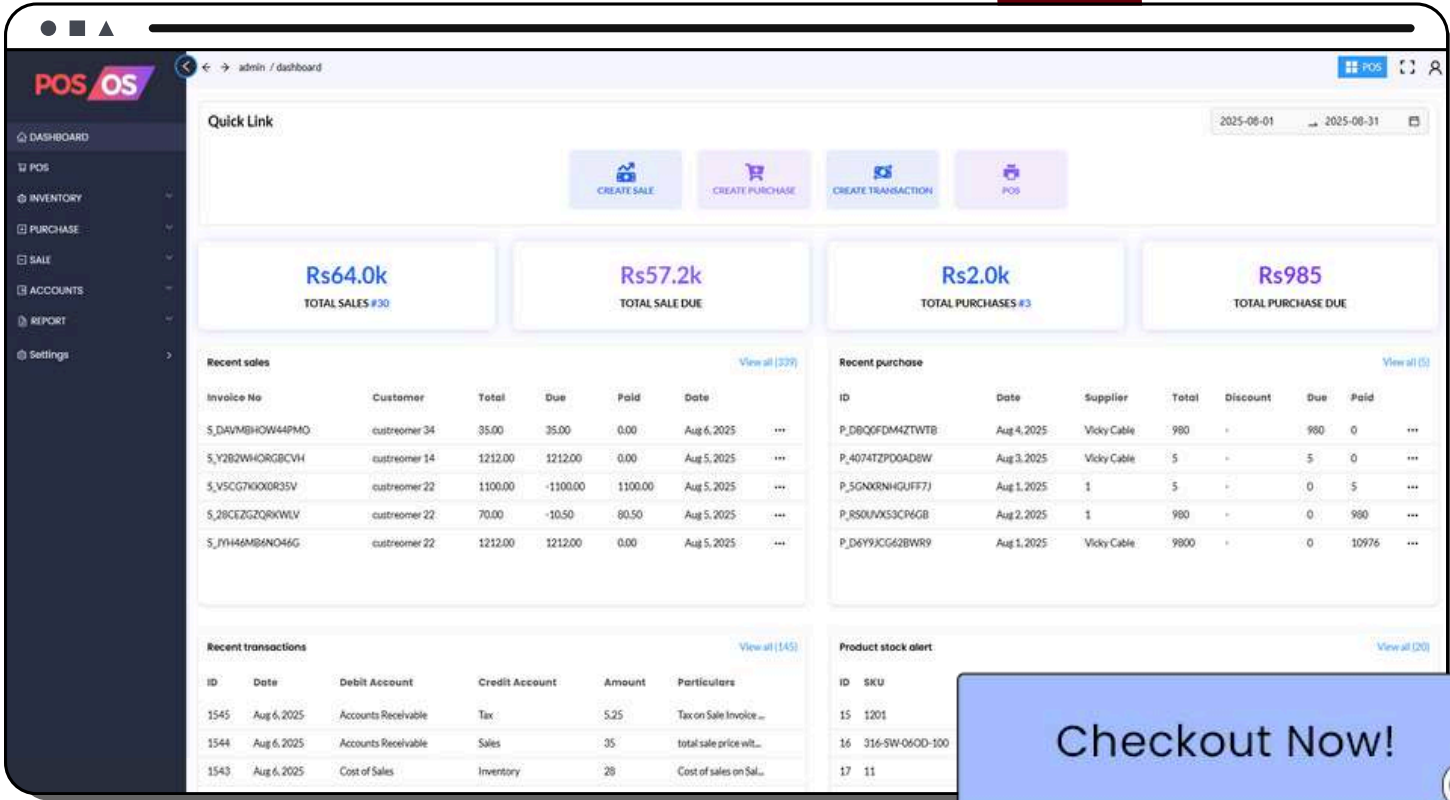 POS OS
admin / dashboard
POS
DASHBOARD
POS
INVENTORY
PURCHASE
SALE
ACCOUNTS
REPORT
Settings
Quick Link
2025-08-01 → 2025-08-31
CREATE SALE CREATE PURCHASE CREATE TRANSACTION POS
Rs64.0k Rs57.2k Rs2.0k Rs985
TOTAL SALES #30 TOTAL SALE DUE TOTAL PURCHASES #3 TOTAL PURCHASE DUE
Recent sales View all (339)
Invoice No Customer Total Due Paid Date
S_DAVMBHOW44PMO custreomer 34 35.00 35.00 0.00 Aug 6, 2025 ...
S_Y2B2WHORGBCVH custreomer 14 1212.00 1212.00 0.00 Aug 5, 2025 ...
custreomer 22 1100.00 -1100.00 1100.00 Aug 5, 2025 ...
S_28CEZGZQRKWLV custreomer 22 70.00 -10.50 80.50 Aug 5, 2025 ...
S_JYH46MB6NO46G custreomer 22 1212.00 1212.00 0.00 Aug 5, 2025 ...
Recent purchase View all (5)
ID Date Supplier Total Discount Due Paid
P_DBQ0FDM4ZTWTB Aug 4, 2025 Vicky Cable 980 - 980 0 ...
P_4074TZPD0AD8W Aug 3, 2025 Vicky Cable 5 - 5 0 ...
P_5GNXRNHGUFF7J Aug 1, 2025 1 5 - 0 5 ...
P_RS0UVX53CP6GB Aug 2, 2025 1 980 - 0 980 ...
P_D6Y9JCG62BWR9 Aug 1, 2025 Vicky Cable 9800 - 0 10976 ...
Recent transactions View all (145)
ID Date Debit Account Credit Account Amount Particulars
1545 Aug 6, 2025 Accounts Receivable Tax 5.25 Tax on Sale Invoice ...
1544 Aug 6, 2025 Accounts Receivable Sales 35 total sale price wit...
1543 Aug 6, 2025 Cost of Sales Inventory 28 Cost of sales on Sal...
Product stock alert View all (20)
ID SKU
15 1201
16 316-SW-06OD-100
17 11
Checkout Now!